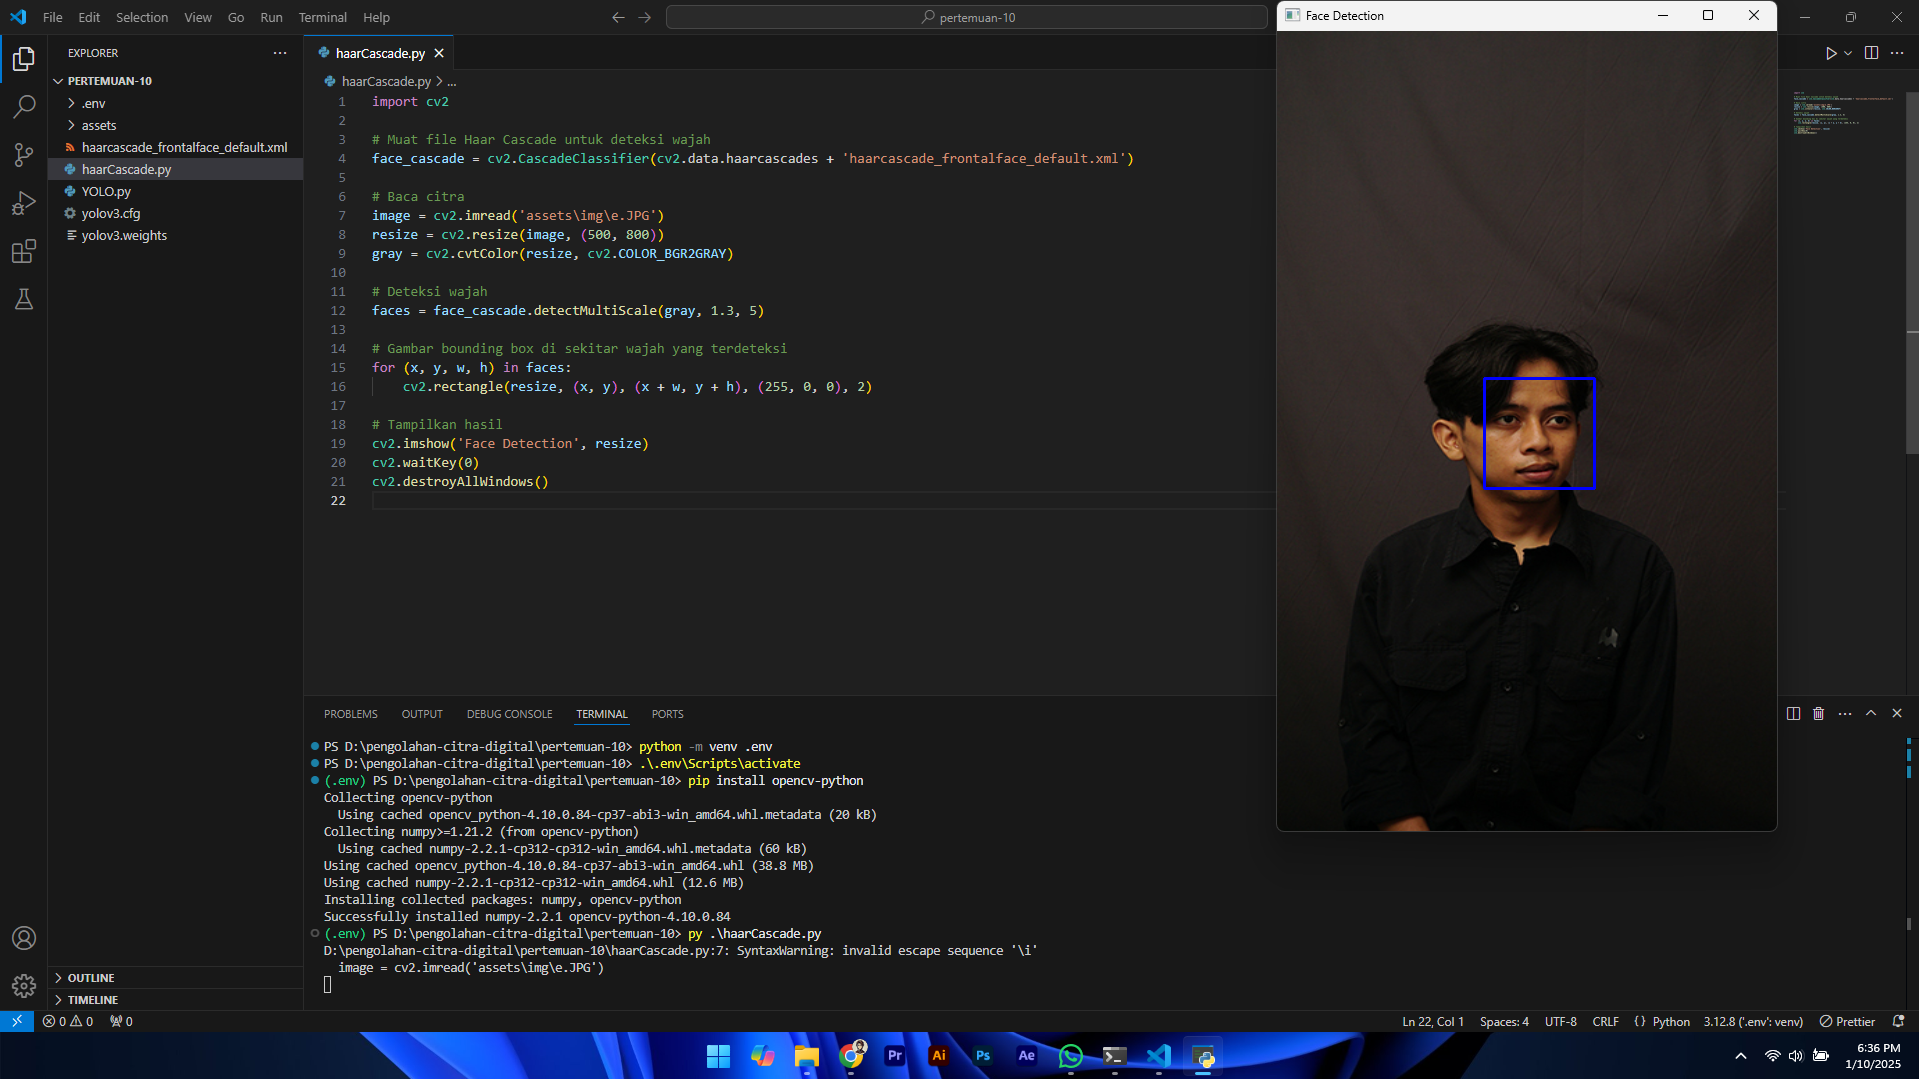 File Edit Selection View Go Run Terminal Help
pertemuan-10
Face Detection
EXPLORER
PERTEMUAN-10
.env
assets
haarcascade_frontalface_default.xml
haarCascade.py
YOLO.py
yolov3.cfg
yolov3.weights
OUTLINE
TIMELINE
haarCascade.py
haarCascade.py > ...
1 import cv2
2
3 # Muat file Haar Cascade untuk deteksi wajah
4 face_cascade = cv2.CascadeClassifier(cv2.data.haarcascades + 'haarcascade_frontalface_default.xml')
5
6 # Baca citra
7 image = cv2.imread('assets\img\e.JPG')
8 resize = cv2.resize(image, (500, 800))
9 gray = cv2.cvtColor(resize, cv2.COLOR_BGR2GRAY)
10
11 # Deteksi wajah
12 faces = face_cascade.detectMultiScale(gray, 1.3, 5)
13
14 # Gambar bounding box di sekitar wajah yang terdeteksi
15 for (x, y, w, h) in faces:
16     cv2.rectangle(resize, (x, y), (x + w, y + h), (255, 0, 0), 2)
17
18 # Tampilkan hasil
19 cv2.imshow('Face Detection', resize)
20 cv2.waitKey(0)
21 cv2.destroyAllWindows()
22
PROBLEMS OUTPUT DEBUG CONSOLE TERMINAL PORTS
PS D:\pengolahan-citra-digital\pertemuan-10> python -m venv .env
PS D:\pengolahan-citra-digital\pertemuan-10> .\.env\Scripts\activate
(.env) PS D:\pengolahan-citra-digital\pertemuan-10> pip install opencv-python
Collecting opencv-python
  Using cached opencv_python-4.10.0.84-cp37-abi3-win_amd64.whl.metadata (20 kB)
Collecting numpy>=1.21.2 (from opencv-python)
  Using cached numpy-2.2.1-cp312-cp312-win_amd64.whl.metadata (60 kB)
Using cached opencv_python-4.10.0.84-cp37-abi3-win_amd64.whl (38.8 MB)
Using cached numpy-2.2.1-cp312-cp312-win_amd64.whl (12.6 MB)
Installing collected packages: numpy, opencv-python
Successfully installed numpy-2.2.1 opencv-python-4.10.0.84
(.env) PS D:\pengolahan-citra-digital\pertemuan-10> py .\haarCascade.py
D:\pengolahan-citra-digital\pertemuan-10\haarCascade.py:7: SyntaxWarning: invalid escape sequence '\i'
  image = cv2.imread('assets\img\e.JPG')
0 0 0
Ln 22, Col 1 Spaces: 4 UTF-8 CRLF {} Python 3.12.8 ('.env': venv) Prettier
Pr Ai Ps Ae
6:36 PM
1/10/2025